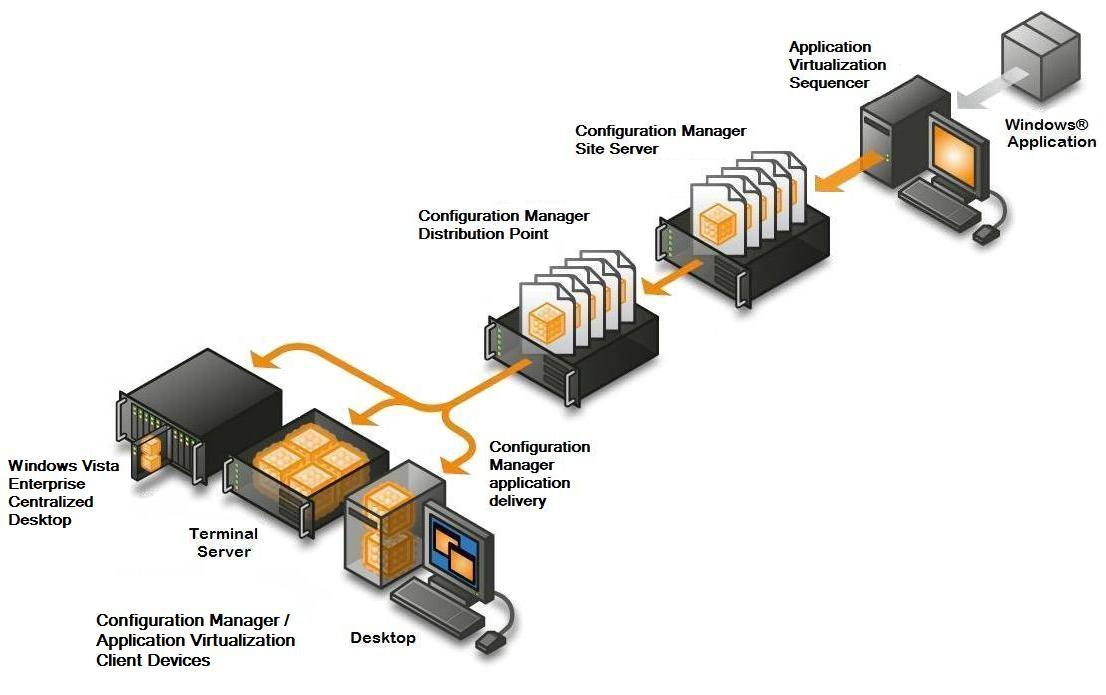 Application
Virtualization
Sequencer
Windows®
Application
Configuration Manager
Site Server
Configuration Manager
Distribution Point
Configuration
Manager
application
delivery
Windows Vista
Enterprise
Centralized
Desktop
Terminal
Server
Desktop
Configuration Manager /
Application Virtualization
Client Devices